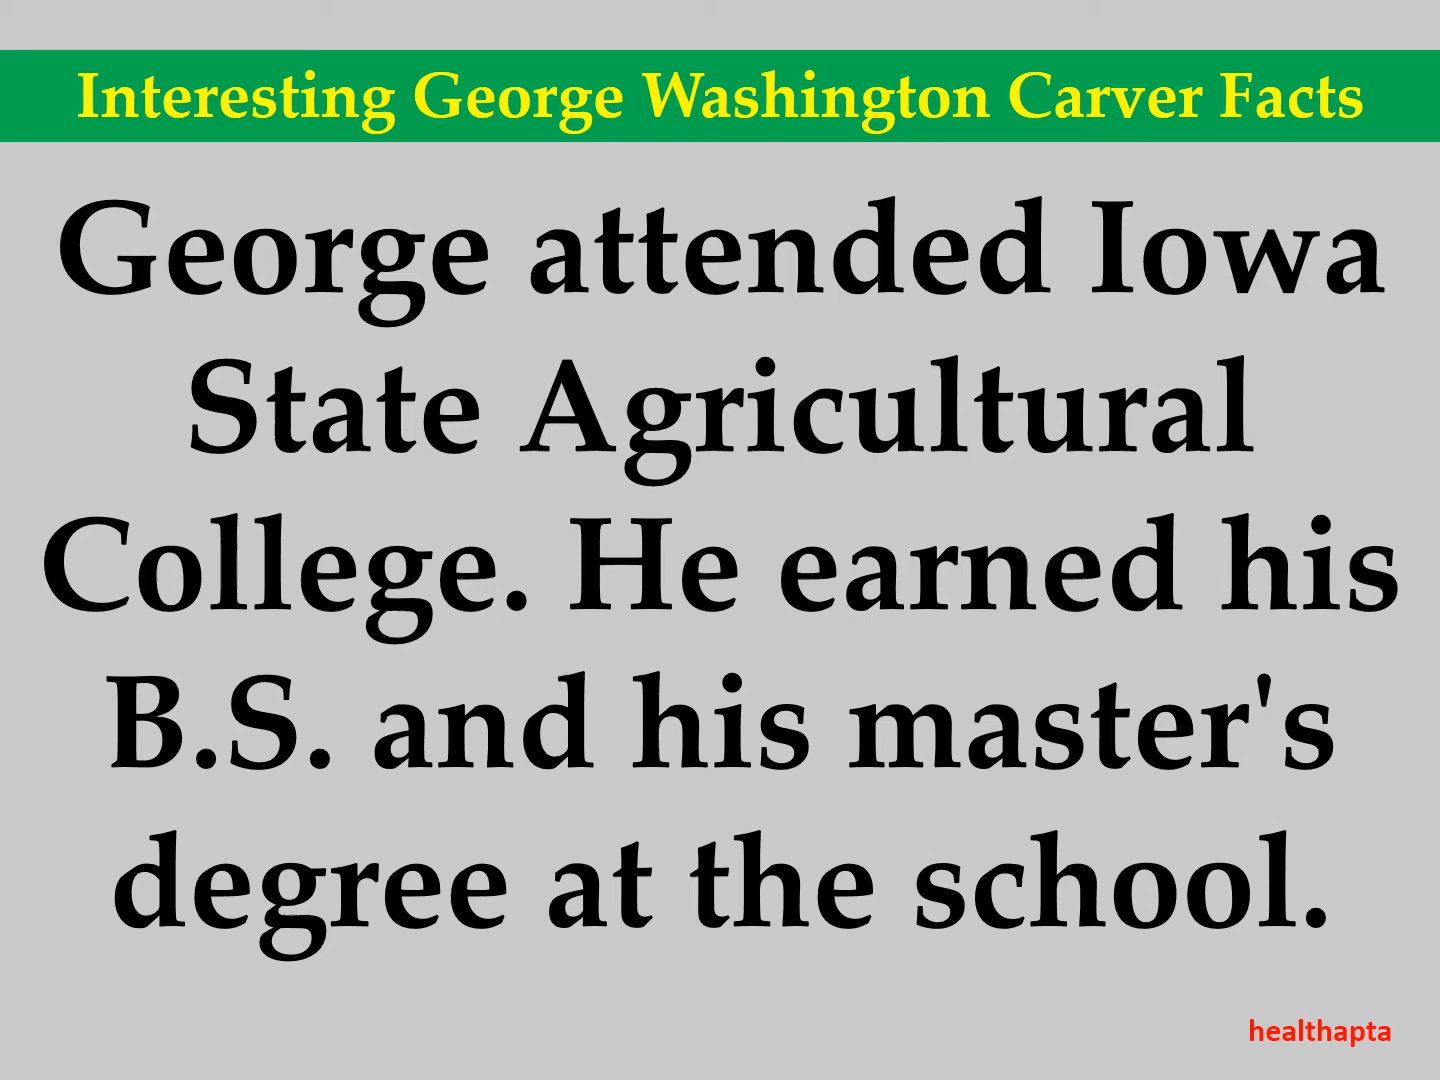 Interesting George Washington Carver Facts
George attended Iowa
State Agricultural
College. He earned his
B.S. and his master's
degree at the school.
healthapta